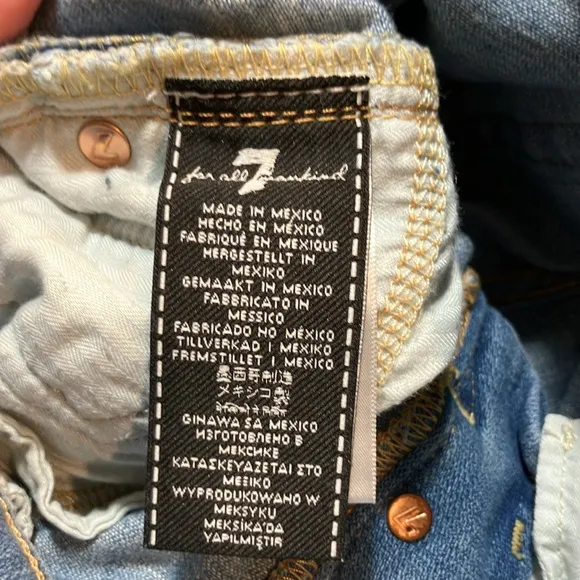 7
for all mankind
MADE IN MEXICO
HECHO EN MÉXICO
FABRIQUÉ EN MEXIQUE
HERGESTELLT IN
MEXIKO
GEMAAKT IN MEXICO
FABBRICATO IN
MESSICO
FABRICADO NO MÉXICO
TILLVERKAD I MEXIKO
FREMSTILLET I MEXICO
墨西哥制造
メキシコ製
GINAWA SA MEXICO
ИЗГОТОВЛЕНО В
МЕКСИКЕ
ΚΑΤΑΣΚΕΥΑΖΕΤΑΙ ΣΤΟ
ΜΕΞΙΚΟ
WYPRODUKOWANO W
MEKSYKU
MEKSİKA'DA
YAPILMIŞTIR